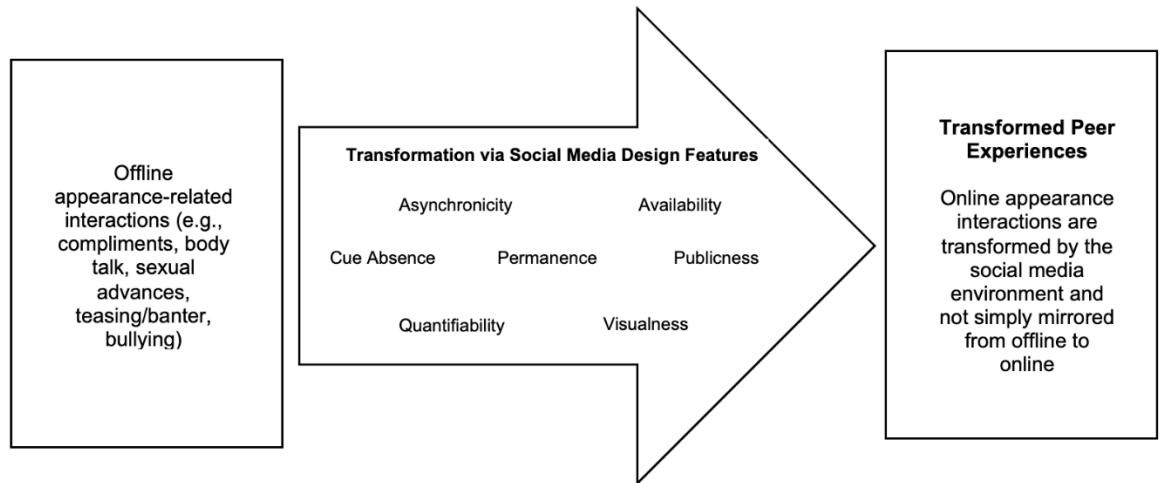 Offline
appearance-related
interactions (e.g.,
compliments, body
talk, sexual
advances,
teasing/banter,
bullying)
Transformation via Social Media Design Features
Asynchronicity Availability
Cue Absence Permanence Publicness
Quantifiability Visualness
Transformed Peer
Experiences
Online appearance
interactions are
transformed by the
social media
environment and
not simply mirrored
from offline to
online